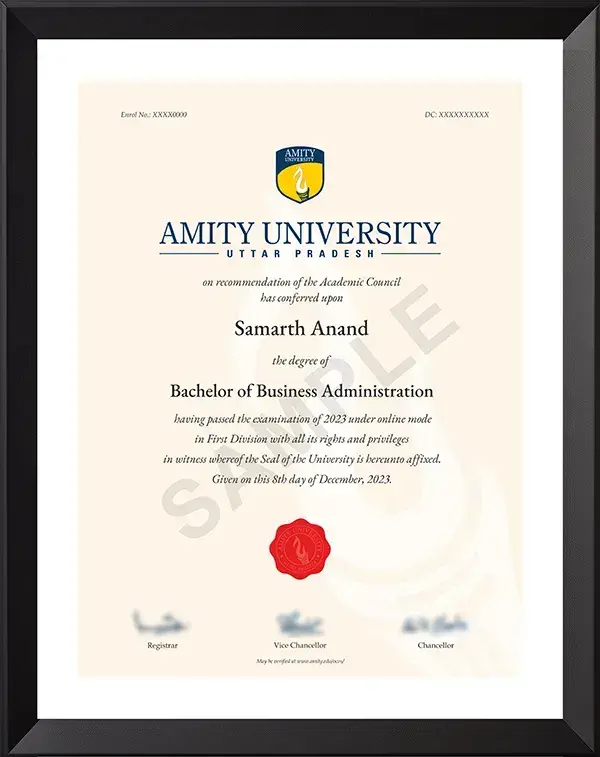 Enrol No.: XXXX0000
DC: XXXXXXXXXX
AMITY
UNIVERSITY
AMITY UNIVERSITY
UTTAR PRADESH
on recommendation of the Academic Council
has conferred upon
Samarth Anand
the degree of
Bachelor of Business Administration
having passed the examination of 2023 under online mode
in First Division with all its rights and privileges
in witness whereof the Seal of the University is hereunto affixed.
Given on this 8th day of December, 2023.
SAMPLE
AMITY UNIVERSITY
Registrar
Vice Chancellor
Chancellor
May be verified at www.amity.edu/